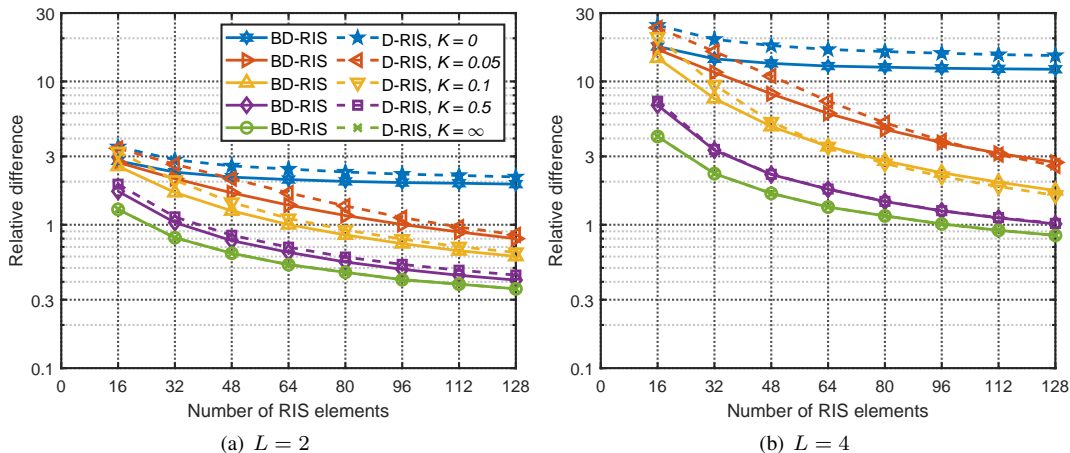 30
10
3
1
0.3
0.1
Relative difference
BD-RIS D-RIS, K = 0
BD-RIS D-RIS, K = 0.05
BD-RIS D-RIS, K = 0.1
BD-RIS D-RIS, K = 0.5
BD-RIS D-RIS, K = ∞
0 16 32 48 64 80 96 112 128
Number of RIS elements
(a) L = 2
30
10
3
1
0.3
0.1
Relative difference
0 16 32 48 64 80 96 112 128
Number of RIS elements
(b) L = 4